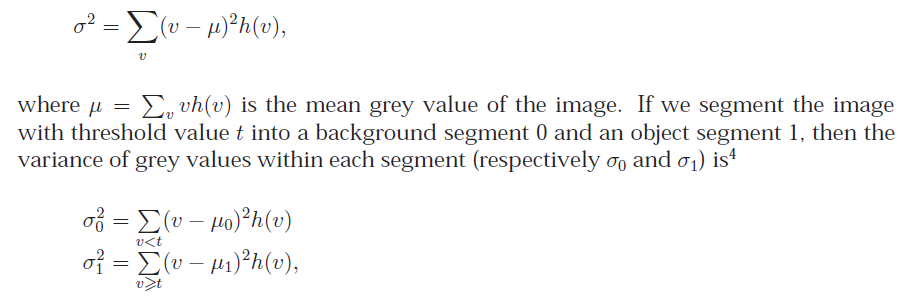 σ² = ∑(v − μ)²h(v),
v
where μ = ∑ᵥ vh(v) is the mean grey value of the image. If we segment the image
with threshold value t into a background segment 0 and an object segment 1, then the
variance of grey values within each segment (respectively σ₀ and σ₁) is⁴
σ₀² = ∑(v − μ₀)²h(v)
v<t
σ₁² = ∑(v − μ₁)²h(v),
v⩾t